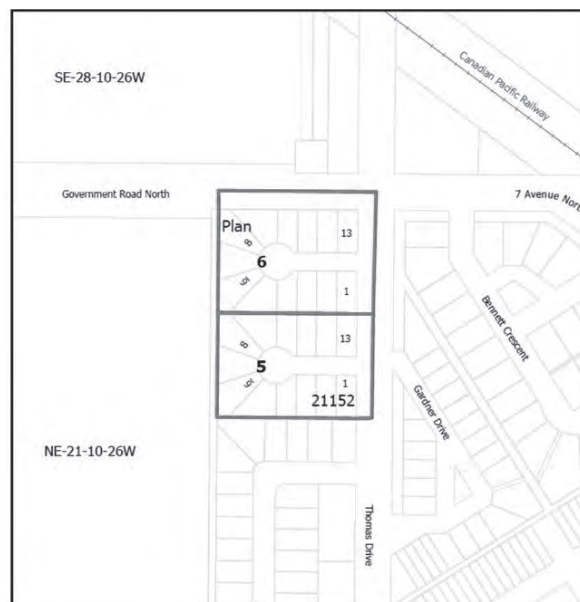 SE-28-10-26W
Canadian Pacific Railway
Government Road North
7 Avenue North
Plan
13
8
6
9
1
Bennett Crescent
13
8
5
9
1
21152
Gardner Drive
NE-21-10-26W
Thomas Drive